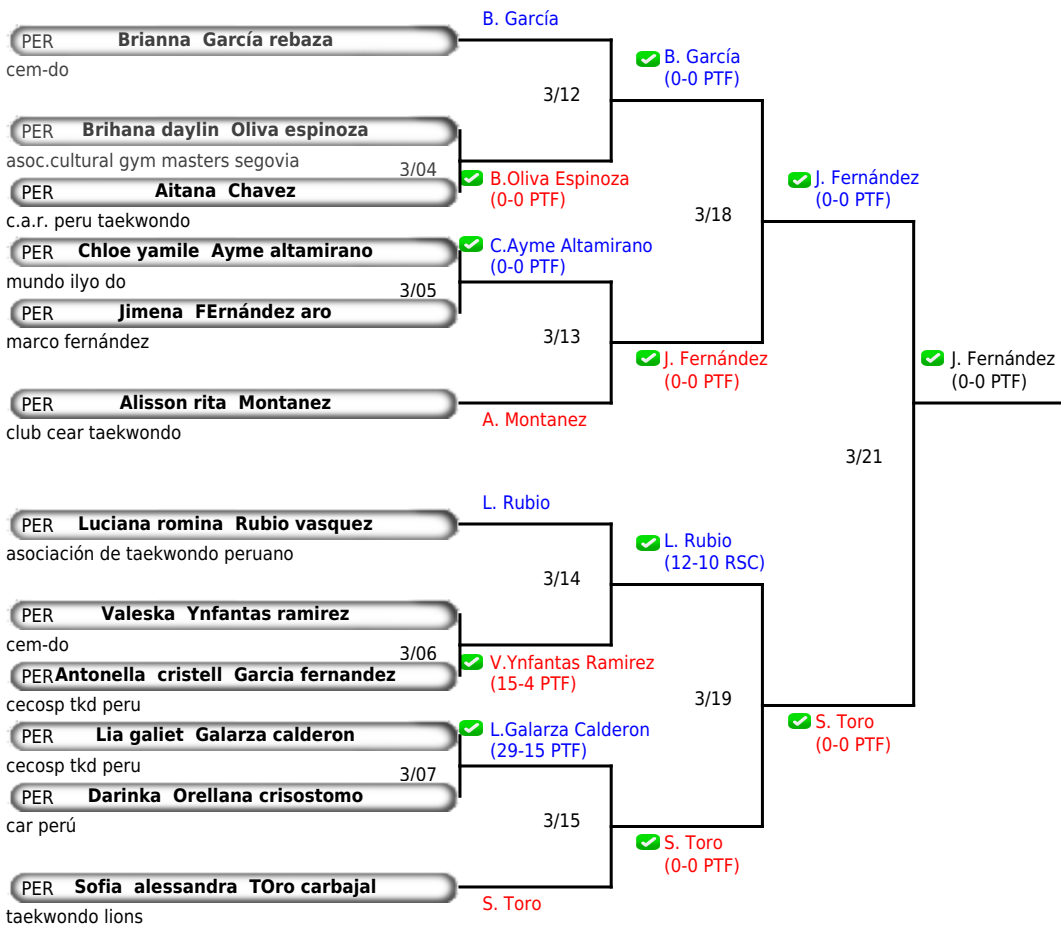 B. García
PER Brianna García rebaza
cem-do
B. García
(0-0 PTF)
3/12
PER Brihana daylin Oliva espinoza
asoc.cultural gym masters segovia
3/04
B.Oliva Espinoza
(0-0 PTF)
PER Aitana Chavez
c.a.r. peru taekwondo
J. Fernández
(0-0 PTF)
3/18
PER Chloe yamile Ayme altamirano
mundo ilyo do
C.Ayme Altamirano
(0-0 PTF)
3/05
PER Jimena FErnández aro
marco fernández
3/13
J. Fernández
(0-0 PTF)
J. Fernández
(0-0 PTF)
PER Alisson rita Montanez
club cear taekwondo
A. Montanez
3/21
L. Rubio
PER Luciana romina Rubio vasquez
asociación de taekwondo peruano
L. Rubio
(12-10 RSC)
3/14
PER Valeska Ynfantas ramirez
cem-do
3/06
V.Ynfantas Ramirez
(15-4 PTF)
PER Antonella cristell Garcia fernandez
cecosp tkd peru
3/19
PER Lia galiet Galarza calderon
cecosp tkd peru
L.Galarza Calderon
(29-15 PTF)
S. Toro
(0-0 PTF)
3/07
PER Darinka Orellana crisostomo
car perú
3/15
S. Toro
(0-0 PTF)
PER Sofia alessandra TOro carbajal
taekwondo lions
S. Toro